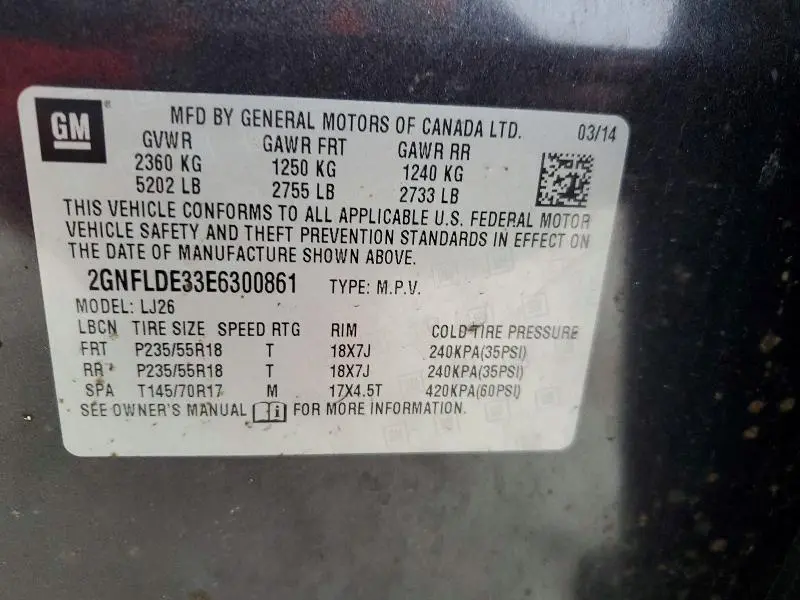 GM
MFD BY GENERAL MOTORS OF CANADA LTD. 03/14
GVWR GAWR FRT GAWR RR
2360 KG 1250 KG 1240 KG
5202 LB 2755 LB 2733 LB
THIS VEHICLE CONFORMS TO ALL APPLICABLE U.S. FEDERAL MOTOR
VEHICLE SAFETY AND THEFT PREVENTION STANDARDS IN EFFECT ON
THE DATE OF MANUFACTURE SHOWN ABOVE.
2GNFLDE33E6300861 TYPE: M.P.V.
MODEL: LJ26
LBCN TIRE SIZE SPEED RTG RIM COLD TIRE PRESSURE
FRT P235/55R18 T 18X7J 240KPA(35PSI)
RR P235/55R18 T 18X7J 240KPA(35PSI)
SPA T145/70R17 M 17X4.5T 420KPA(60PSI)
SEE OWNER'S MANUAL FOR MORE INFORMATION.